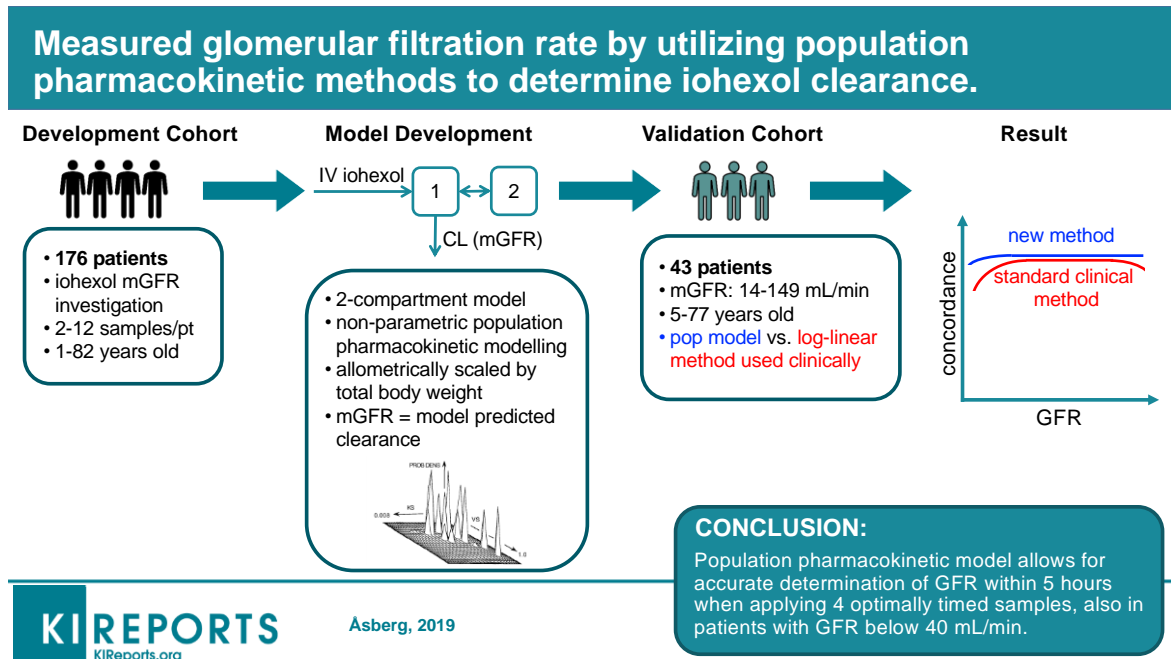 Measured glomerular filtration rate by utilizing population
pharmacokinetic methods to determine iohexol clearance.
Development Cohort
• 176 patients
• iohexol mGFR
investigation
• 2-12 samples/pt
• 1-82 years old
Model Development
IV iohexol
1
2
CL (mGFR)
• 2-compartment model
• non-parametric population
pharmacokinetic modelling
• allometrically scaled by
total body weight
• mGFR = model predicted
clearance
PROB DENS
0.008
KS
VS
1.0
Validation Cohort
• 43 patients
• mGFR: 14-149 mL/min
• 5-77 years old
• pop model vs. log-linear
method used clinically
Result
new method
standard clinical
method
concordance
GFR
CONCLUSION:
Population pharmacokinetic model allows for
accurate determination of GFR within 5 hours
when applying 4 optimally timed samples, also in
patients with GFR below 40 mL/min.
KI REPORTS
KIReports.org
Åsberg, 2019